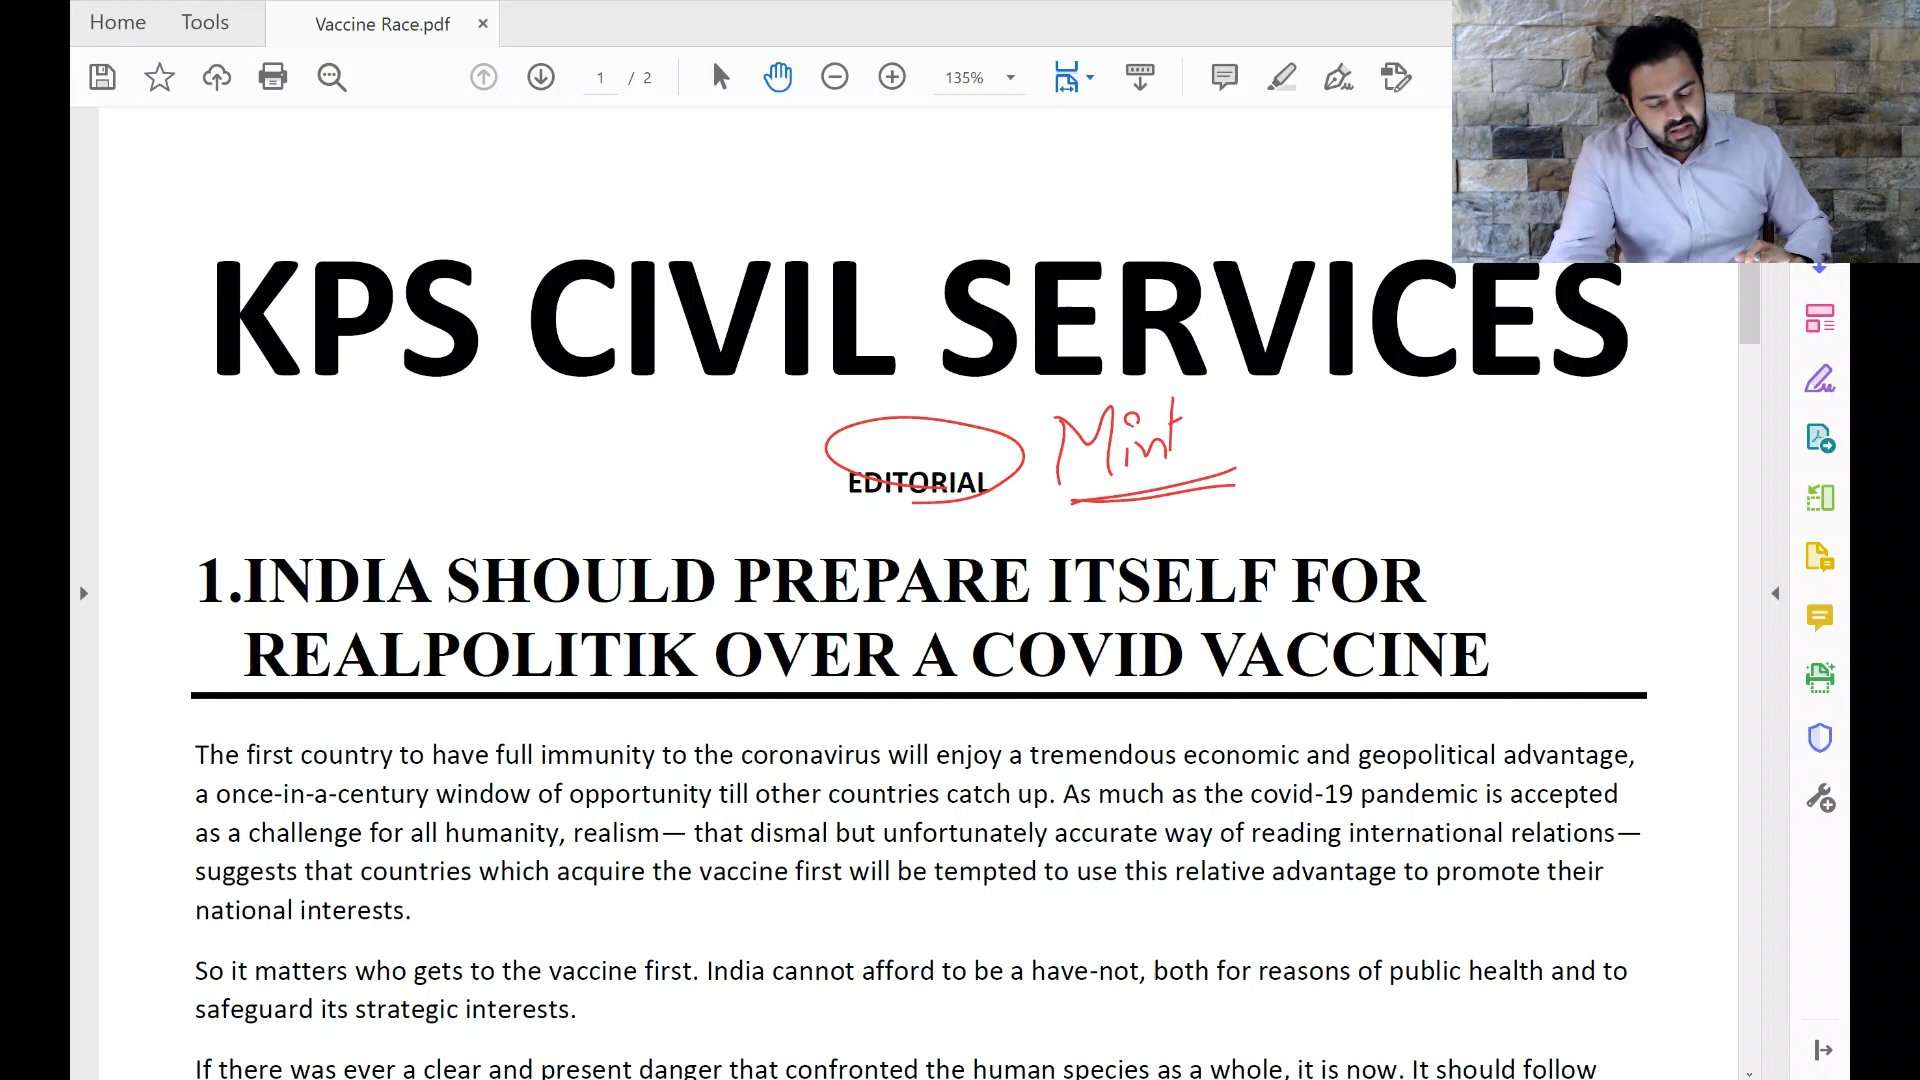 Home Tools Vaccine Race.pdf ×
1 / 2 135%
KPS CIVIL SERVICES
Mint
EDITORIAL
1.INDIA SHOULD PREPARE ITSELF FOR
REALPOLITIK OVER A COVID VACCINE
The first country to have full immunity to the coronavirus will enjoy a tremendous economic and geopolitical advantage,
a once-in-a-century window of opportunity till other countries catch up. As much as the covid-19 pandemic is accepted
as a challenge for all humanity, realism— that dismal but unfortunately accurate way of reading international relations—
suggests that countries which acquire the vaccine first will be tempted to use this relative advantage to promote their
national interests.
So it matters who gets to the vaccine first. India cannot afford to be a have-not, both for reasons of public health and to
safeguard its strategic interests.
If there was ever a clear and present danger that confronted the human species as a whole, it is now. It should follow